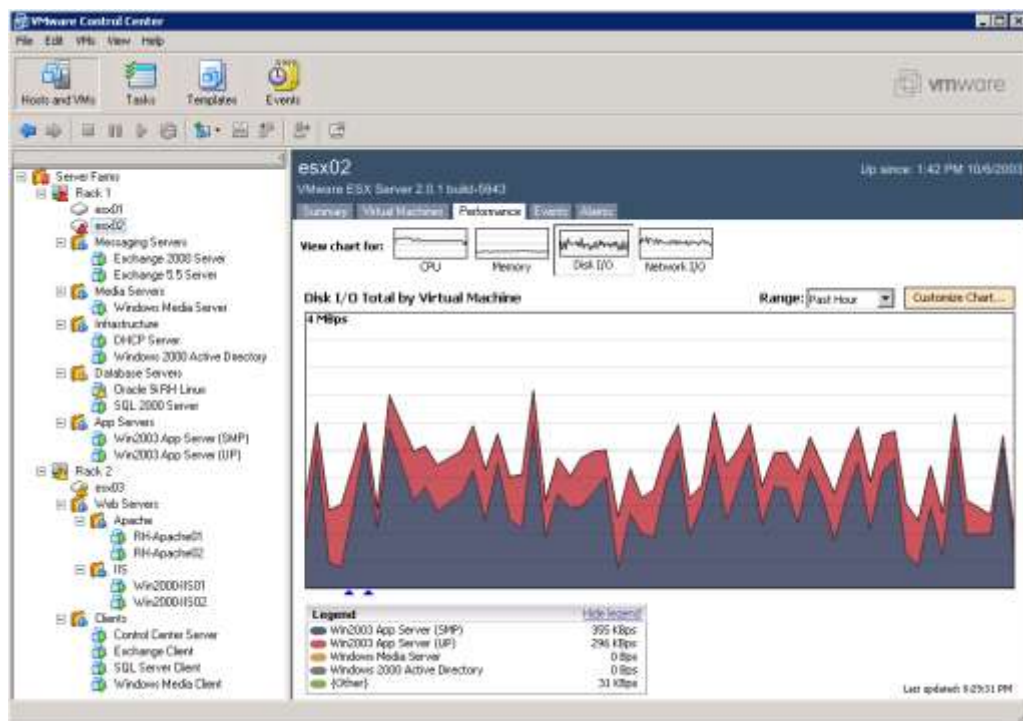 VMware Control Center
File Edit VMs View Help
Hosts and VMs Tasks Templates Events
vmware
esx02
Up since: 1:42 PM 10/6/2003
VMware ESX Server 2.0.1 build-5943
Summary Virtual Machines Performance Events Alarms
View chart for:
CPU Memory Disk I/O Network I/O
Disk I/O Total by Virtual Machine
Range: Past Hour Customize Chart...
4 MBps
Server Farms
Rack 1
esx01
esx02
Messaging Servers
Exchange 2000 Server
Exchange 5.5 Server
Media Servers
Windows Media Server
Infrastructure
DHCP Server
Windows 2000 Active Directory
Database Servers
Oracle 9i RH Linux
SQL 2000 Server
App Servers
Win2003 App Server (SMP)
Win2003 App Server (UP)
Rack 2
esx03
Web Servers
Apache
RH-Apache01
RH-Apache02
IIS
Win2000-IIS01
Win2000-IIS02
Clients
Control Center Server
Exchange Client
SQL Server Client
Windows Media Client
Legend Hide legend
Win2003 App Server (SMP) 355 KBps
Win2003 App Server (UP) 296 KBps
Windows Media Server 0 Bps
Windows 2000 Active Directory 0 Bps
(Other) 31 KBps
Last updated: